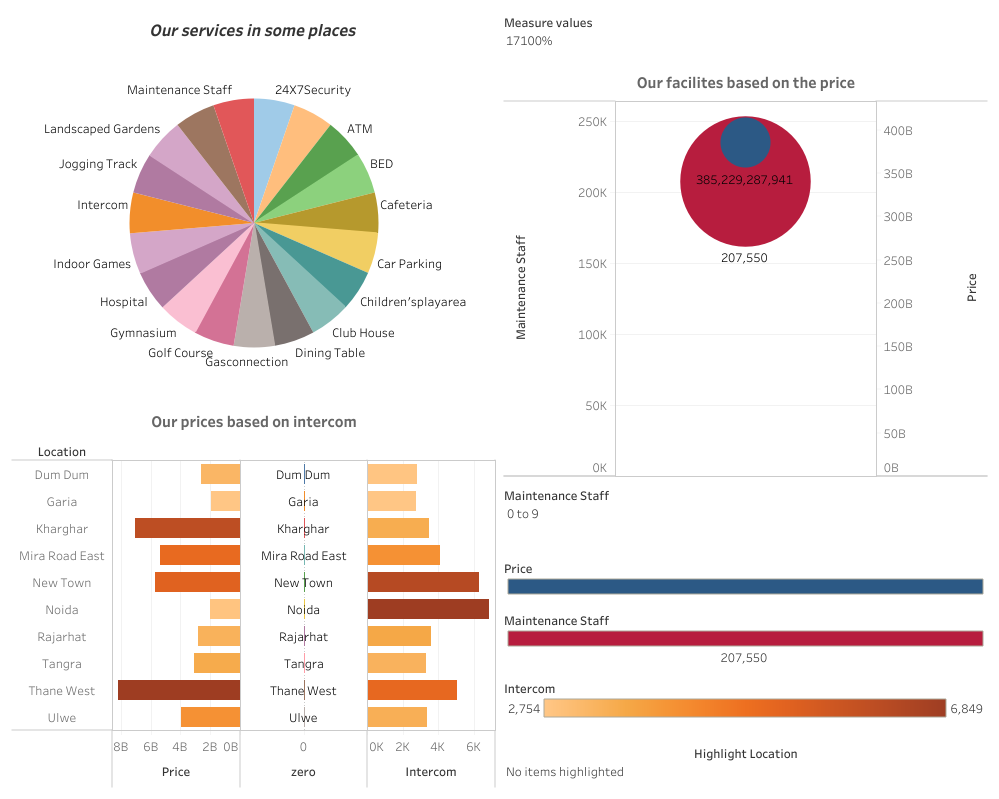 Our services in some places
Maintenance Staff
24X7Security
Landscaped Gardens
ATM
Jogging Track
BED
Intercom
Cafeteria
Indoor Games
Car Parking
Hospital
Children'splayarea
Gymnasium
Club House
Golf Course
Dining Table
Gasconnection
Measure values
17100%
Our facilites based on the price
250K
200K
150K
100K
50K
0K
Maintenance Staff
385,229,287,941
207,550
400B
350B
300B
250B
200B
150B
100B
50B
0B
Price
Our prices based on intercom
Location
Dum Dum Dum Dum
Garia Garia
Kharghar Kharghar
Mira Road East Mira Road East
New Town New Town
Noida Noida
Rajarhat Rajarhat
Tangra Tangra
Thane West Thane West
Ulwe Ulwe
8B 6B 4B 2B 0B 0 0K 2K 4K 6K
Price zero Intercom
Maintenance Staff
0 to 9
Price
Maintenance Staff
207,550
Intercom
2,754 6,849
Highlight Location
No items highlighted